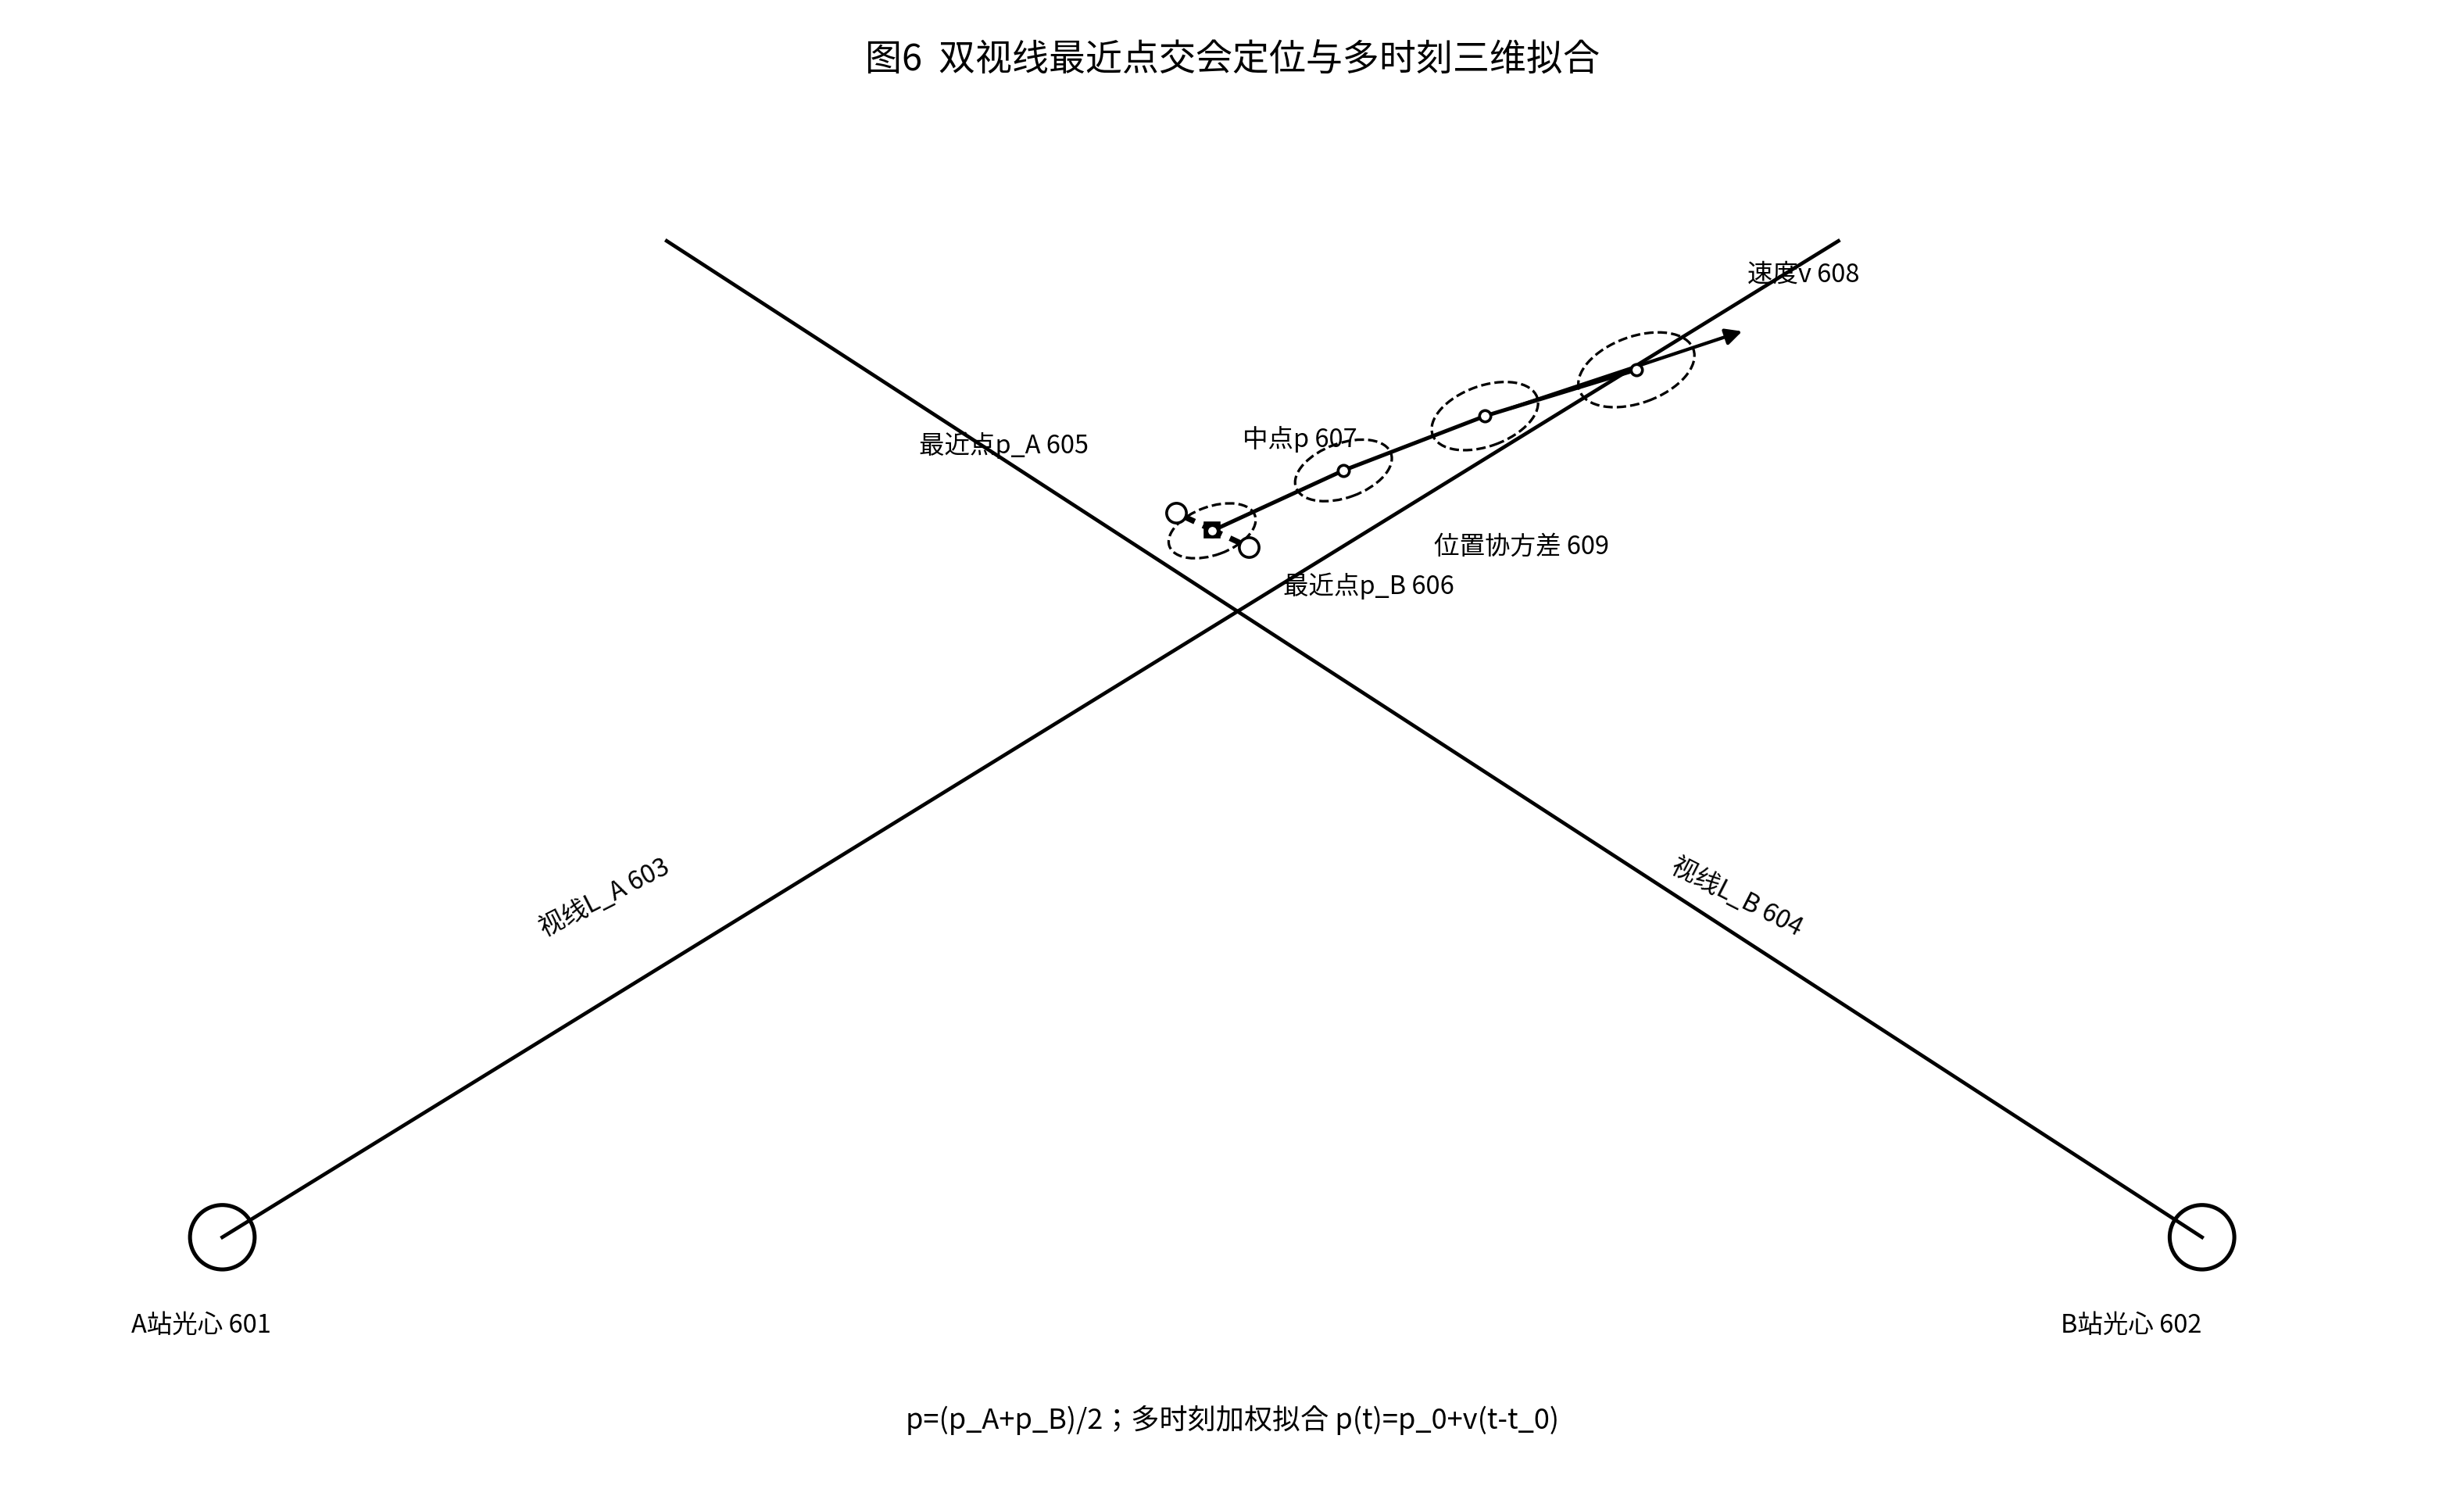 图6 双视线最近点交会定位与多时刻三维拟合
速度v 608
最近点p_A 605
中点p 607
位置协方差 609
最近点p_B 606
视线L_A 603
视线L_B 604
A站光心 601
B站光心 602
p=(p_A+p_B)/2；多时刻加权拟合 p(t)=p_0+v(t-t_0)